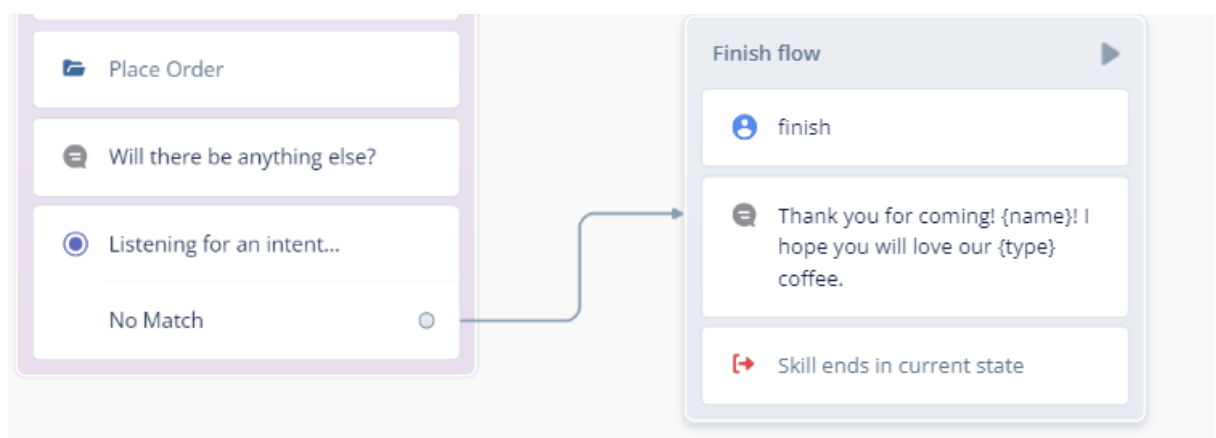 Place Order
Will there be anything else?
Listening for an intent...
No Match
Finish flow
finish
Thank you for coming! {name}! I
hope you will love our {type}
coffee.
Skill ends in current state